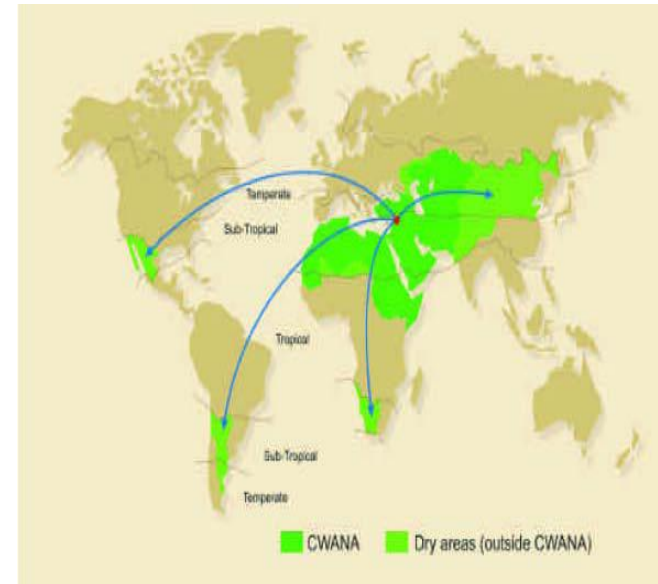 Temperate
Sub-Tropical
Tropical
Sub-Tropical
Temperate
CWANA Dry areas (outside CWANA)